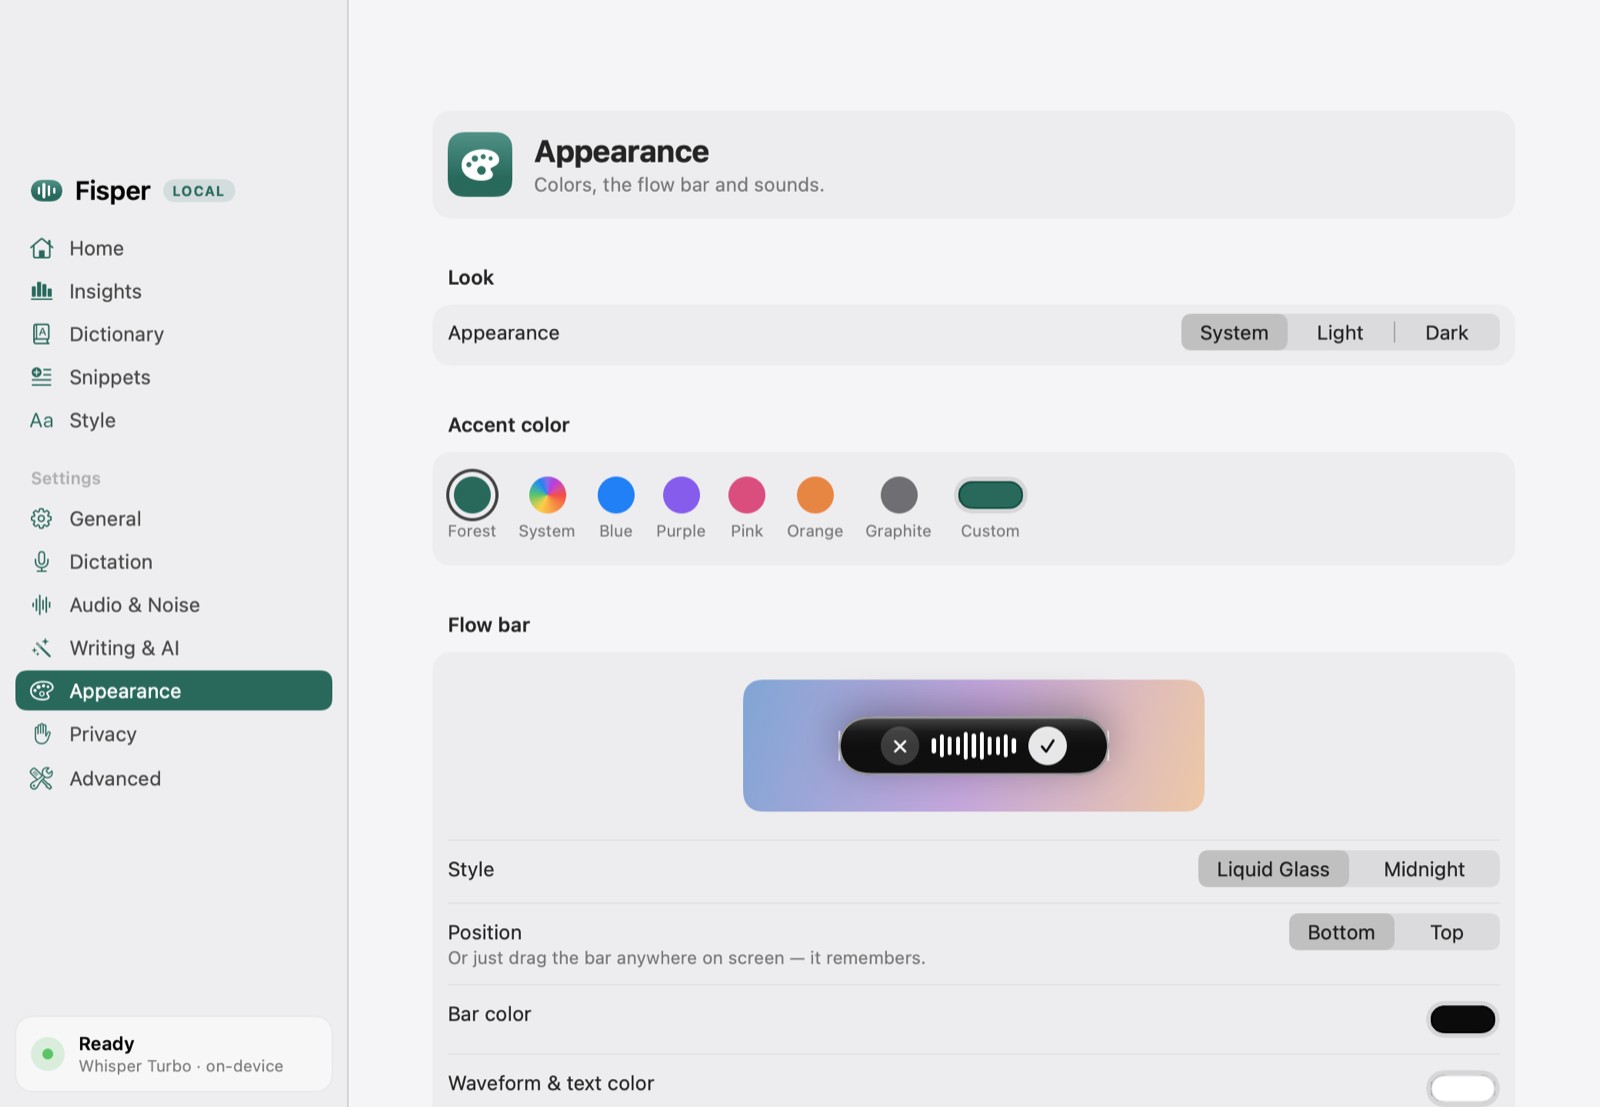 Fisper LOCAL
Home
Insights
Dictionary
Snippets
Aa Style
Settings
General
Dictation
Audio & Noise
Writing & AI
Appearance
Privacy
Advanced
Ready
Whisper Turbo · on-device
Appearance
Colors, the flow bar and sounds.
Look
Appearance System Light Dark
Accent color
Forest System Blue Purple Pink Orange Graphite Custom
Flow bar
Style Liquid Glass Midnight
Position Bottom Top
Or just drag the bar anywhere on screen — it remembers.
Bar color
Waveform & text color